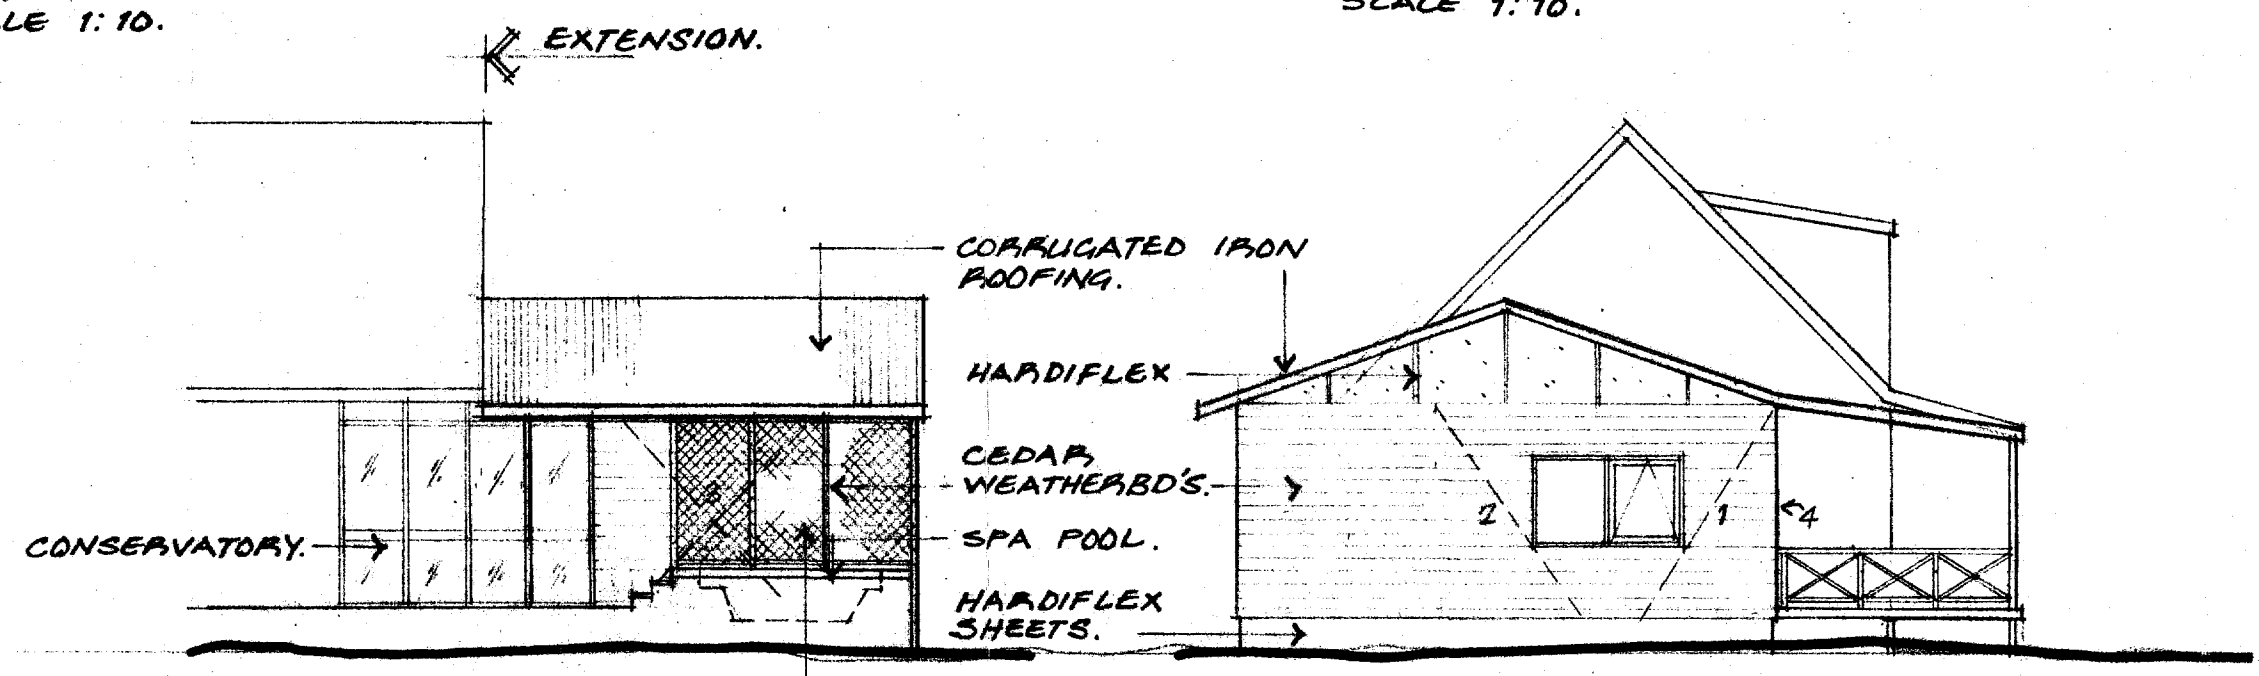 LE 1:10.
SCALE 1:10.
EXTENSION.
CORRUGATED IRON
ROOFING.
HARDIFLEX
CEDAR
WEATHERBD'S.
SPA POOL.
HARDIFLEX
SHEETS.
CONSERVATORY.
3
2
1
4